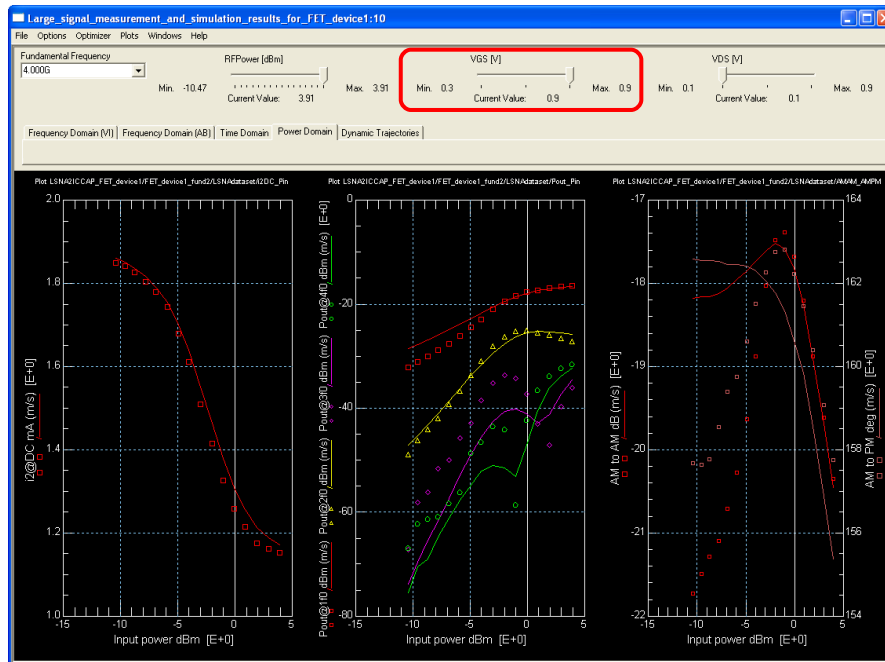 Large_signal_measurement_and_simulation_results_for_FET_device1:10
File Options Optimizer Plots Windows Help
Fundamental Frequency
4.000G
RFPower [dBm]
Min. -10.47
Max. 3.91
Current Value: 3.91
VGS [V]
Min. 0.3
Max. 0.9
Current Value: 0.9
VDS [V]
Min. 0.1
Max. 0.9
Current Value: 0.1
Frequency Domain (VI) Frequency Domain (AB) Time Domain Power Domain Dynamic Trajectories
Plot LSNA2ICCAP_FET_device1/FET_device1_fund2/LSNAdataset/i2DC_Pin
2.0
1.8
1.6
1.4
1.2
1.0
i2@DC mA (m/s) [E+0]
-15 -10 -5 0 5
Input power dBm [E+0]
Plot LSNA2ICCAP_FET_device1/FET_device1_fund2/LSNAdataset/Pout_Pin
0
-20
-40
-60
-80
Pout@4f0 dBm (m/s) [E+0]
Pout@3f0 dBm (m/s) [E+0]
Pout@2f0 dBm (m/s) [E+0]
Pout@1f0 dBm (m/s) [E+0]
-15 -10 -5 0 5
Input power dBm [E+0]
Plot LSNA2ICCAP_FET_device1/FET_device1_fund2/LSNAdataset/AMAM_AMPM
-17
-18
-19
-20
-21
-22
AM to AM dB (m/s) [E+0]
164
162
160
158
156
154
AM to PM deg (m/s) [E+0]
-15 -10 -5 0 5
Input power dBm [E+0]